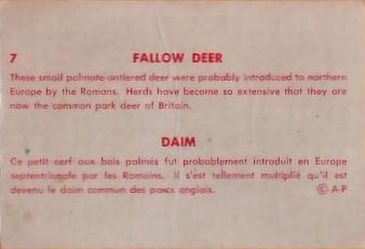 7 FALLOW DEER
These small palmate-antlered deer were probably introduced to northern
Europe by the Romans. Herds have become so extensive that they are
now the common park deer of Britain.
DAIM
Ce petit cerf aux bois palmés fut probablement introduit en Europe
septentrionale par les Romains. Il s'est tellement multiplié qu'il est
devenu le daim commun des parcs anglais. © A-P